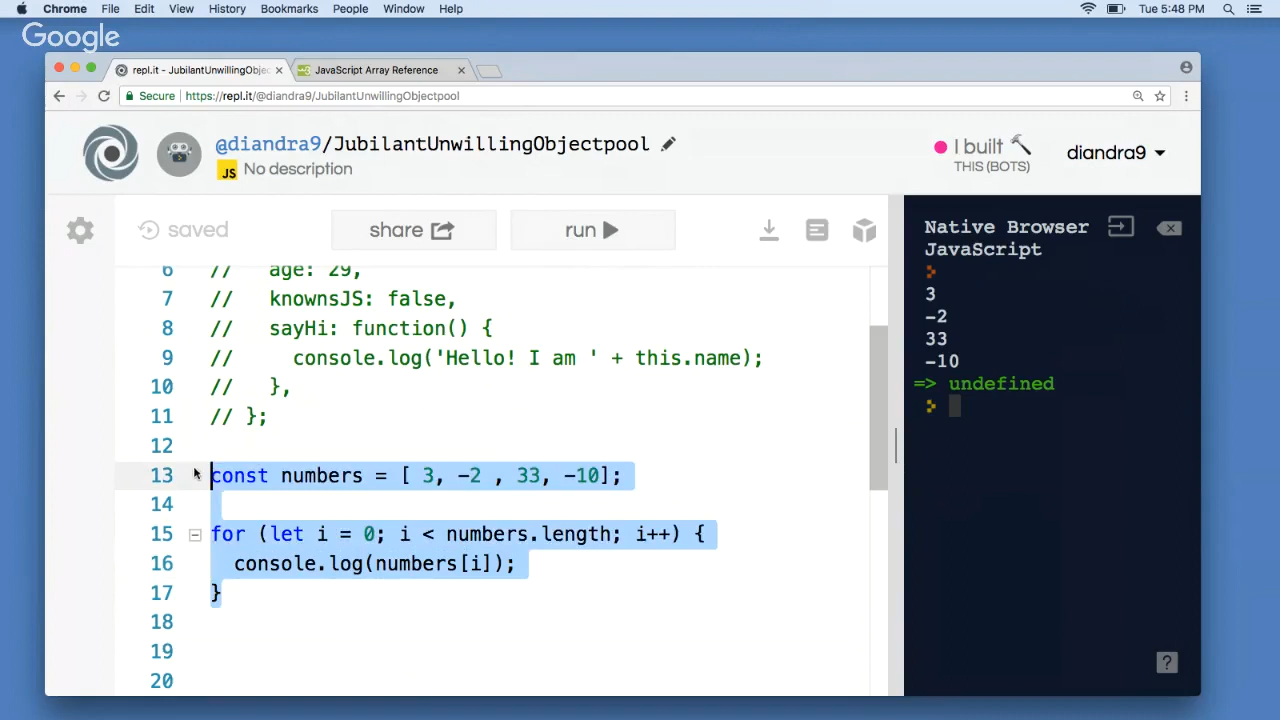 Chrome File Edit View History Bookmarks People Window Help Tue 5:48 PM
Google
repl.it - JubilantUnwillingObjec × JavaScript Array Reference ×
Secure https://repl.it/@diandra9/JubilantUnwillingObjectpool
@diandra9/JubilantUnwillingObjectpool
JS No description
I built
THIS (BOTS)
diandra9
saved share run
6 // age: 29,
7 // knownsJS: false,
8 // sayHi: function() {
9 // console.log('Hello! I am ' + this.name);
10 // },
11 // };
12
13 const numbers = [ 3, -2 , 33, -10];
14
15 for (let i = 0; i < numbers.length; i++) {
16 console.log(numbers[i]);
17 }
18
19
20
Native Browser
JavaScript
3
-2
33
-10
=> undefined
?